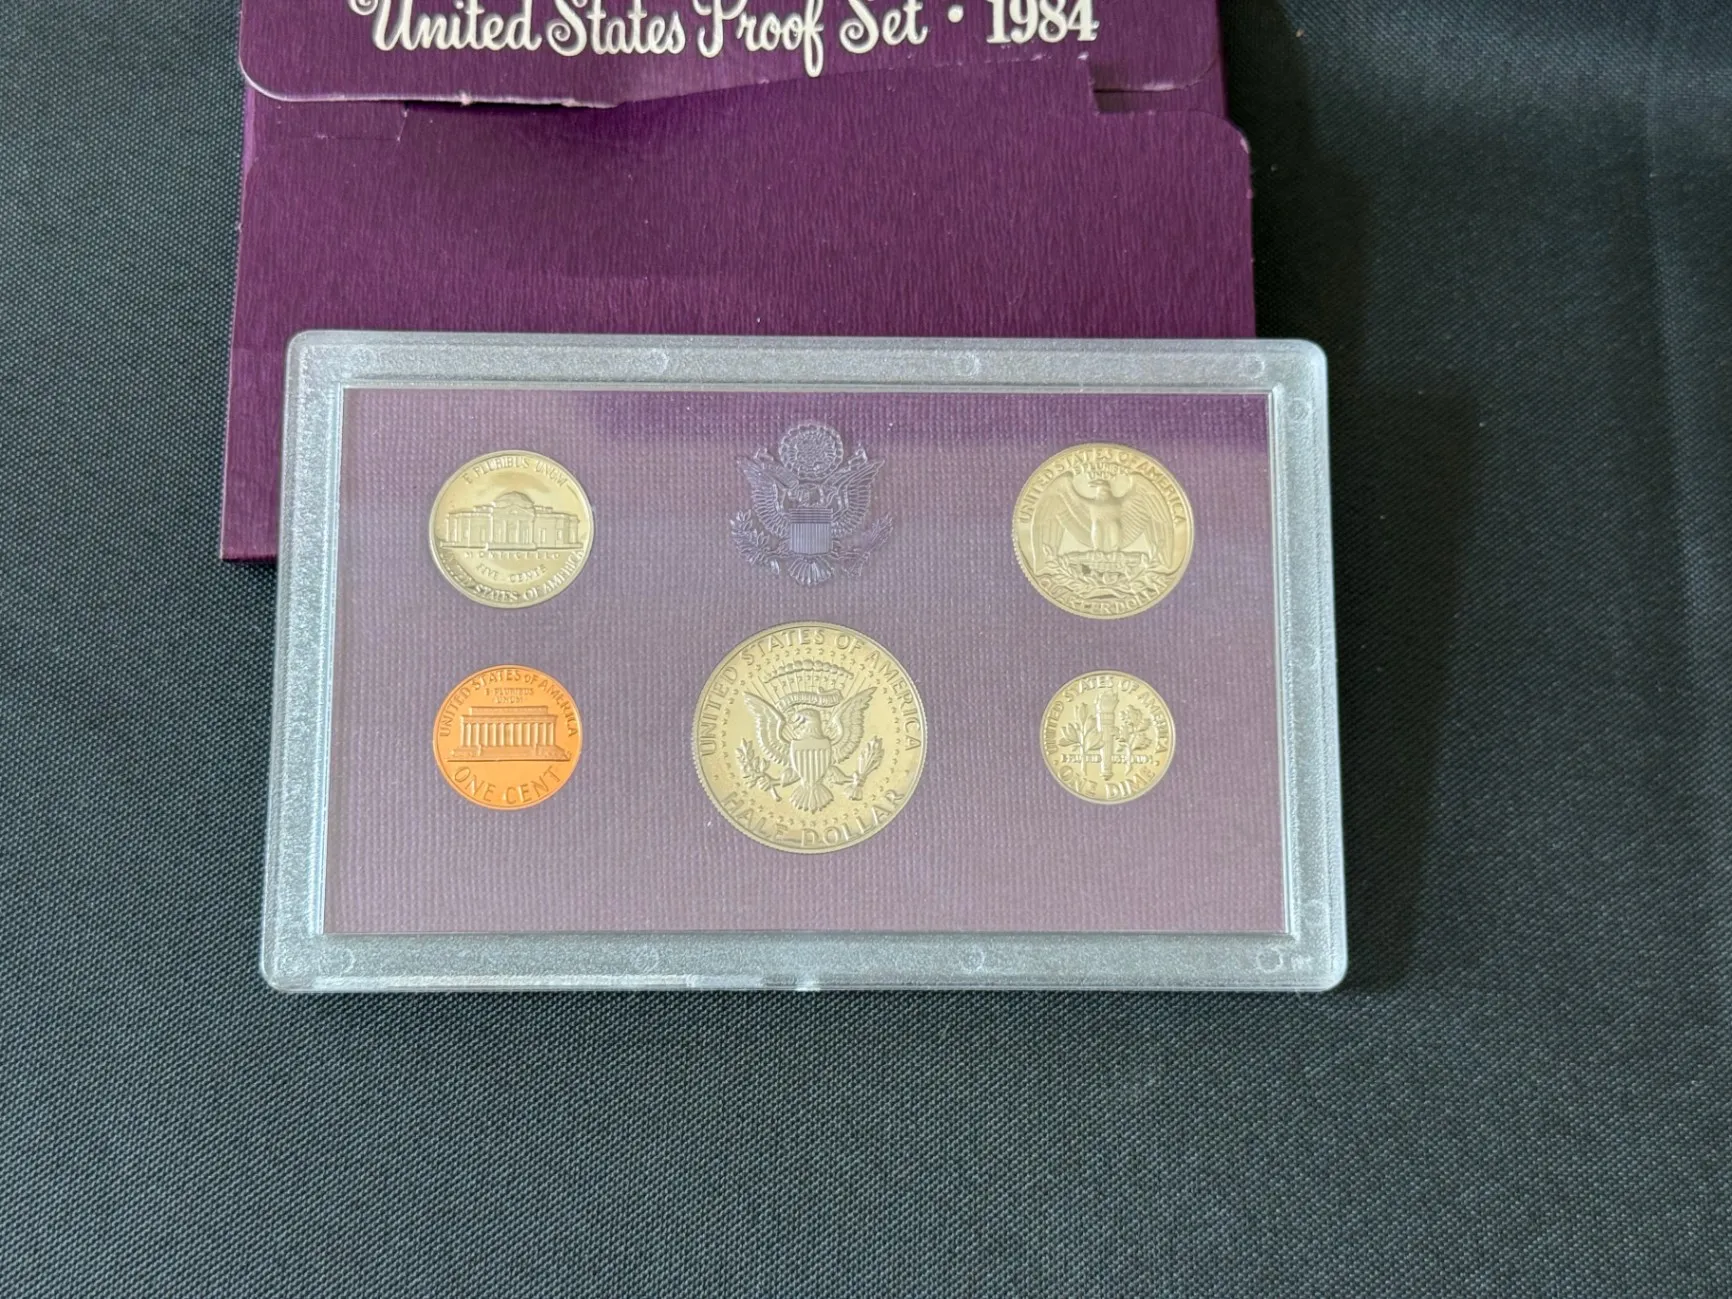 United States Proof Set · 1984
E PLURIBUS UNUM
MONTICELLO
FIVE CENTS
UNITED STATES OF AMERICA
UNITED STATES OF AMERICA
E PLURIBUS
UNUM
QUARTER DOLLAR
UNITED STATES OF AMERICA
E PLURIBUS
UNUM
ONE CENT
UNITED STATES OF AMERICA
HALF DOLLAR
UNITED STATES OF AMERICA
ONE DIME